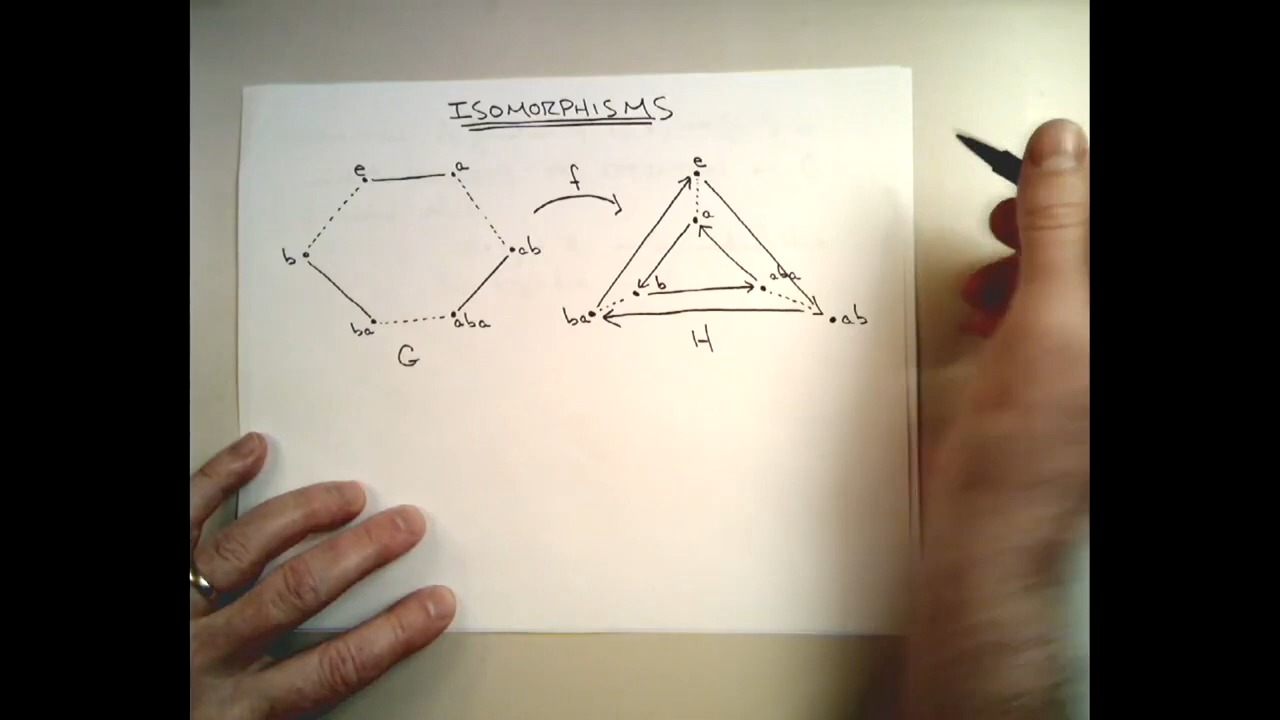 ISOMORPHISMS
e a f e
a
b ab b aba
ba aba ba ab
G H